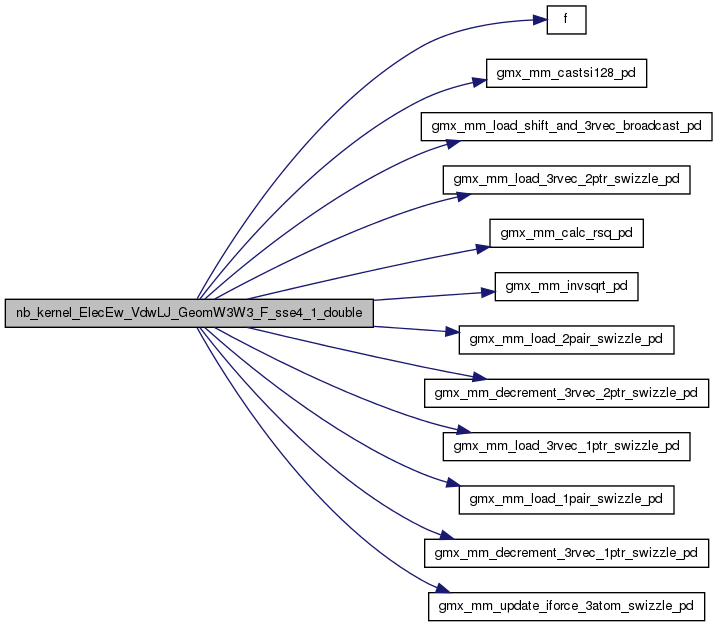 f
gmx_mm_castsi128_pd
gmx_mm_load_shift_and_3rvec_broadcast_pd
gmx_mm_load_3rvec_2ptr_swizzle_pd
gmx_mm_calc_rsq_pd
gmx_mm_invsqrt_pd
nb_kernel_ElecEw_VdwLJ_GeomW3W3_F_sse4_1_double
gmx_mm_load_2pair_swizzle_pd
gmx_mm_decrement_3rvec_2ptr_swizzle_pd
gmx_mm_load_3rvec_1ptr_swizzle_pd
gmx_mm_load_1pair_swizzle_pd
gmx_mm_decrement_3rvec_1ptr_swizzle_pd
gmx_mm_update_iforce_3atom_swizzle_pd